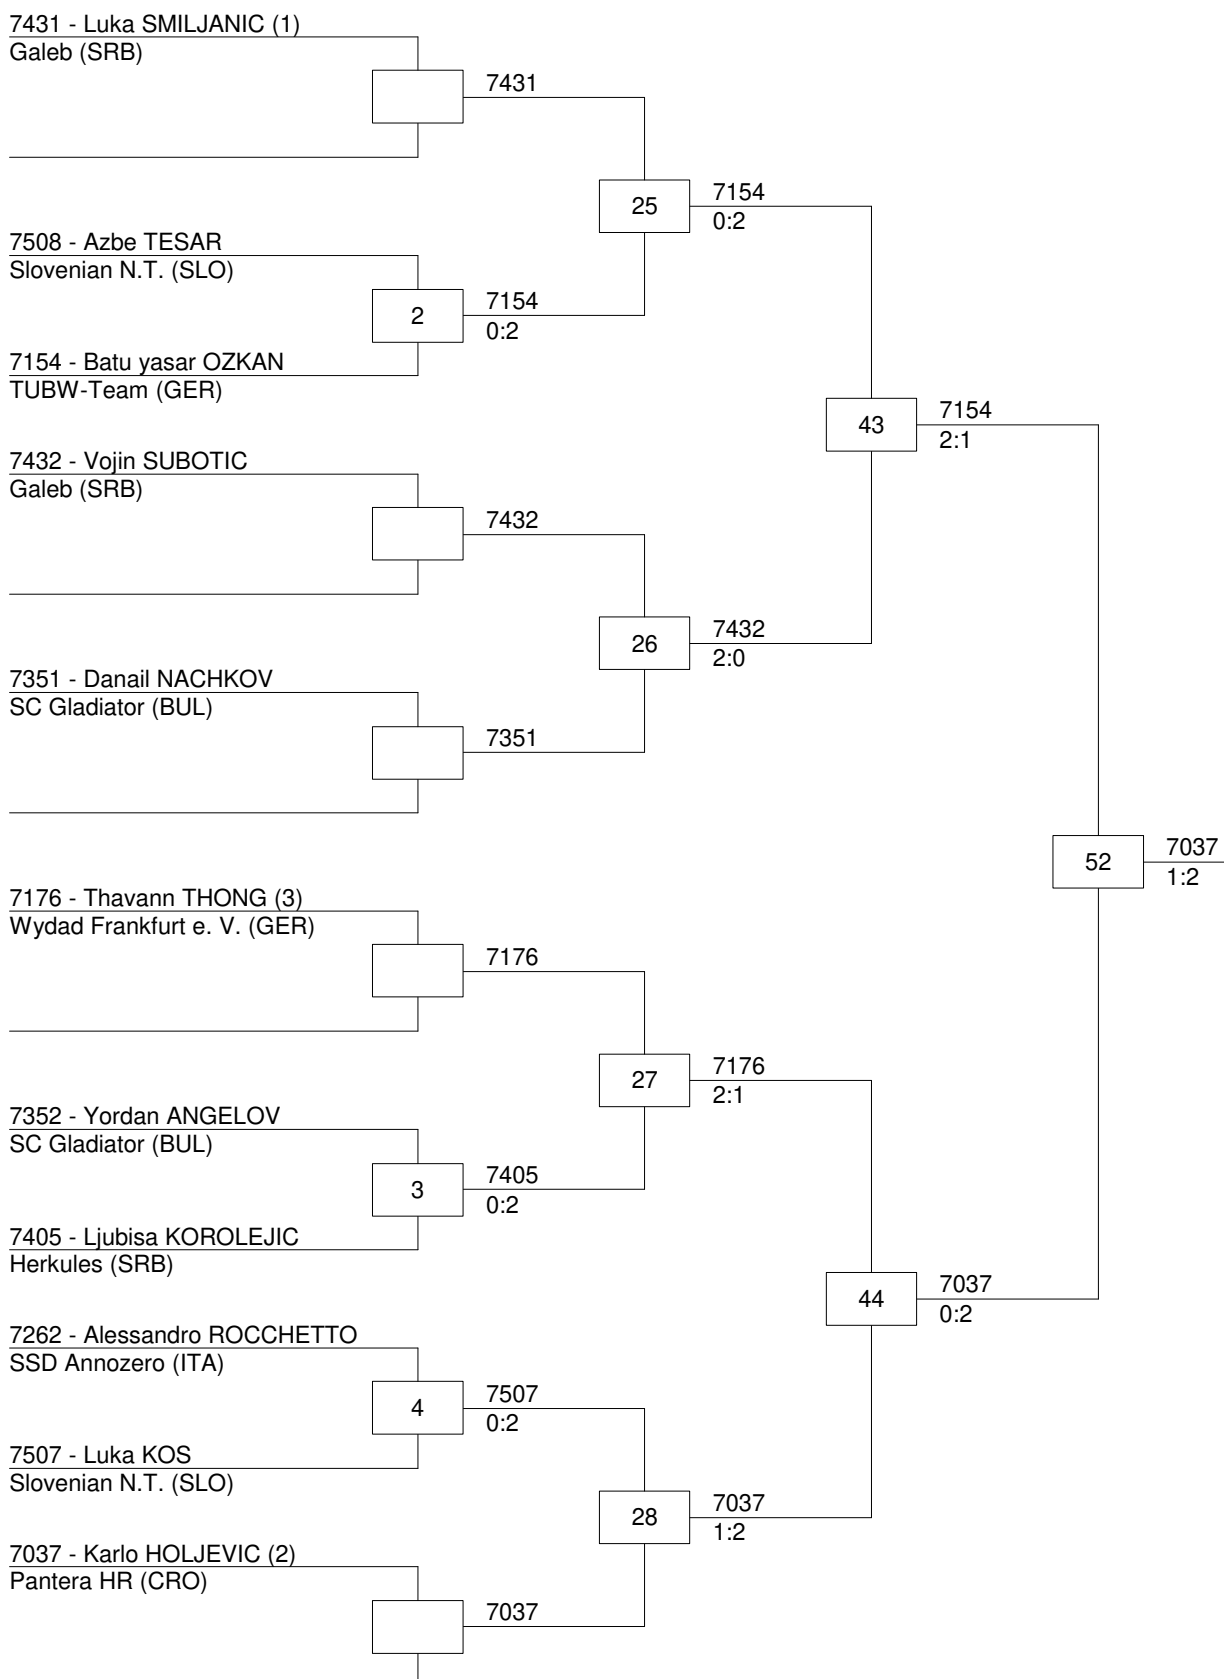 7431 - Luka SMILJANIC (1)
Galeb (SRB)
7431
25
7154
0:2
7508 - Azbe TESAR
Slovenian N.T. (SLO)
2
7154
0:2
7154 - Batu yasar OZKAN
TUBW-Team (GER)
43
7154
2:1
7432 - Vojin SUBOTIC
Galeb (SRB)
7432
26
7432
2:0
7351 - Danail NACHKOV
SC Gladiator (BUL)
7351
52
7037
1:2
7176 - Thavann THONG (3)
Wydad Frankfurt e. V. (GER)
7176
27
7176
2:1
7352 - Yordan ANGELOV
SC Gladiator (BUL)
3
7405
0:2
7405 - Ljubisa KOROLEJIC
Herkules (SRB)
44
7037
0:2
7262 - Alessandro ROCCHETTO
SSD Annozero (ITA)
4
7507
0:2
7507 - Luka KOS
Slovenian N.T. (SLO)
28
7037
1:2
7037 - Karlo HOLJEVIC (2)
Pantera HR (CRO)
7037